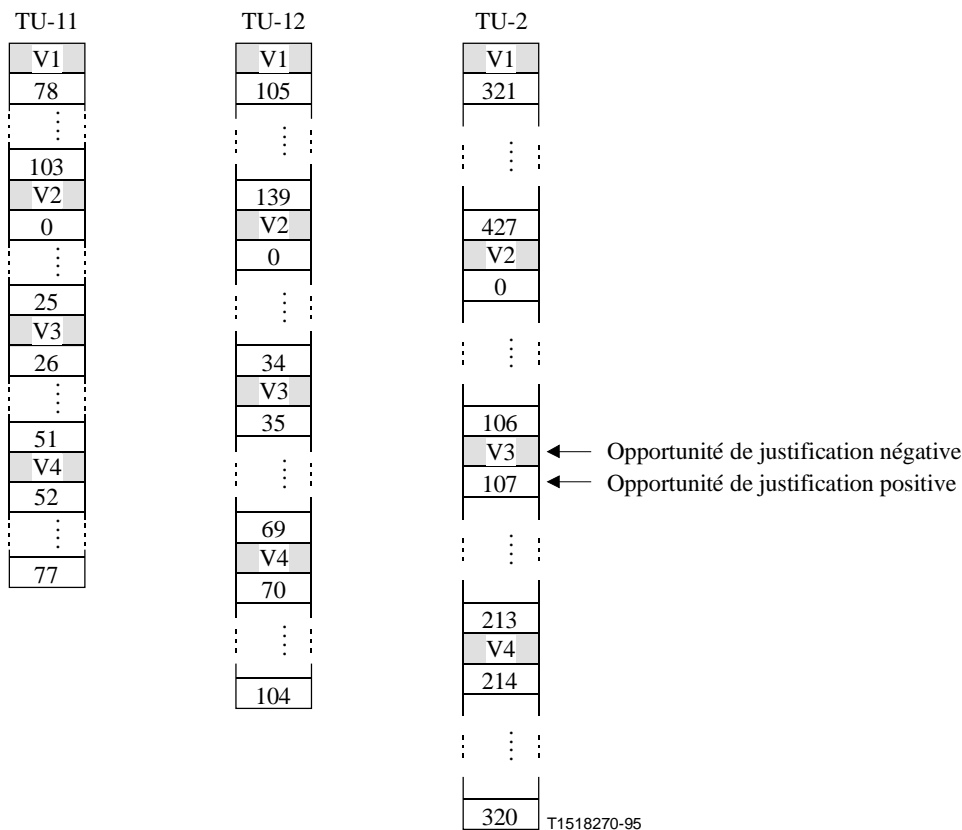 TU-11
V1
78
103
V2
0
25
V3
26
51
V4
52
77
TU-12
V1
105
139
V2
0
34
V3
35
69
V4
70
104
TU-2
V1
321
427
V2
0
106
V3
107
213
V4
214
320
Opportunité de justification négative
Opportunité de justification positive
T1518270-95